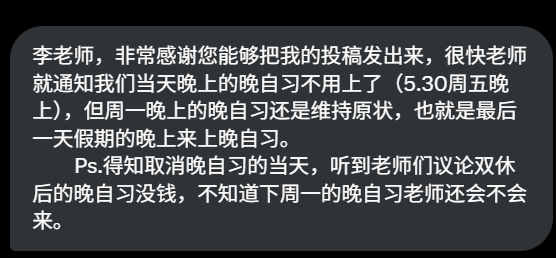 李老师，非常感谢您能够把我的投稿发出来，很快老师
就通知我们当天晚上的晚自习不用上了（5.30周五晚
上），但周一晚上的晚自习还是维持原状，也就是最后
一天假期的晚上来上晚自习。
Ps.得知取消晚自习的当天，听到老师们议论双休
后的晚自习没钱，不知道下周一的晚自习老师还会不会
来。